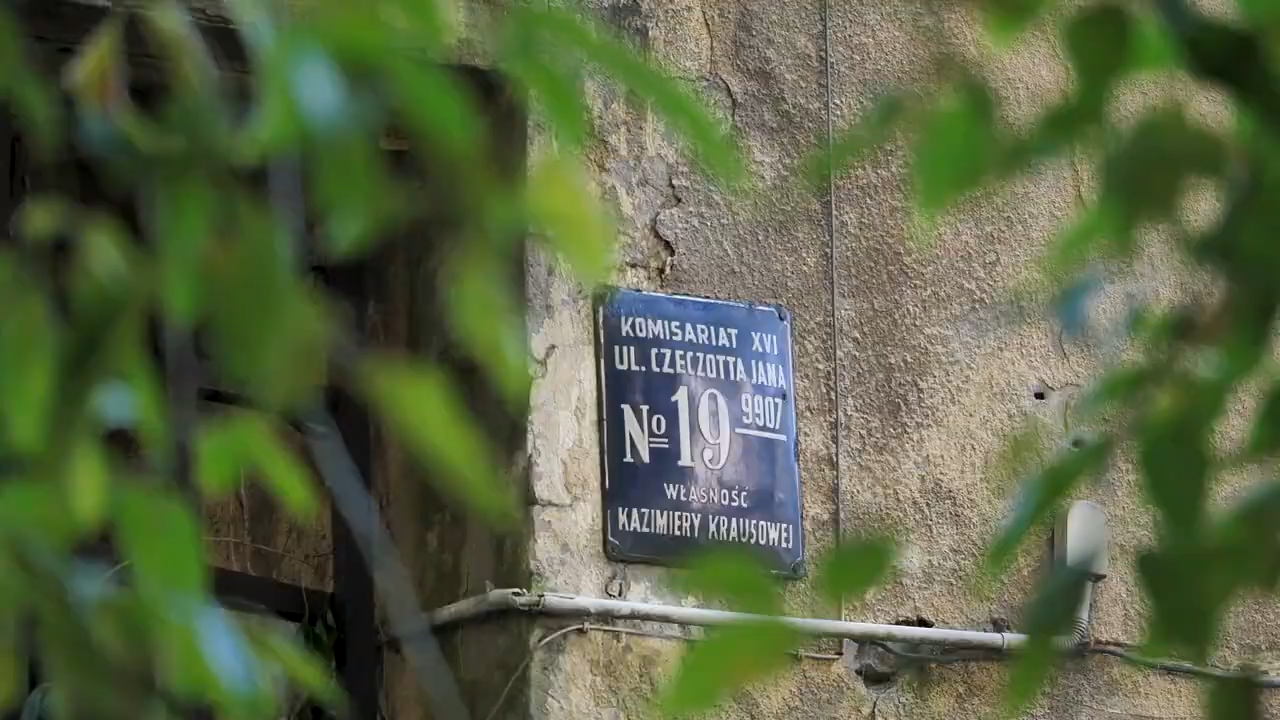 KOMISARIAT XVI
UL. CZECZOTTA JANA
№ 19 9907
WŁASNOŚĆ
KAZIMIERY KRAUSOWEJ